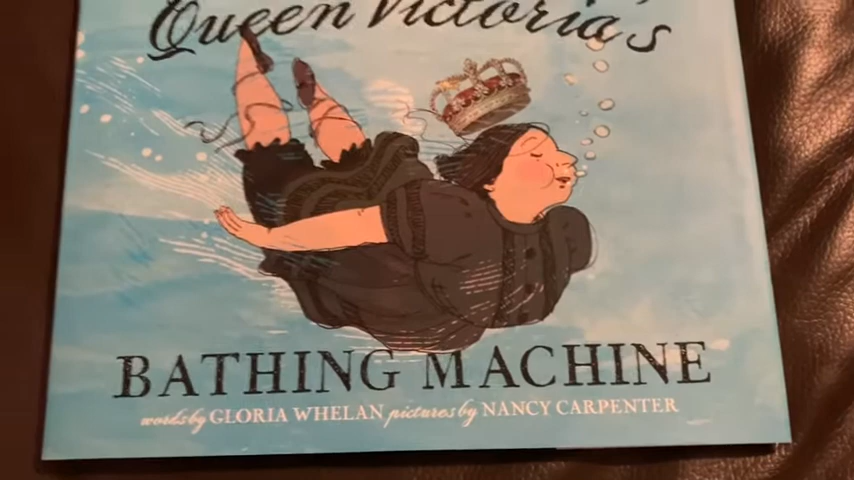 Queen Victoria's
BATHING MACHINE
words by GLORIA WHELAN pictures by NANCY CARPENTER